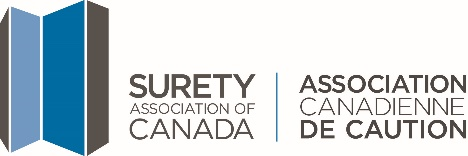 SURETY
ASSOCIATION OF
CANADA
ASSOCIATION
CANADIENNE
DE CAUTION